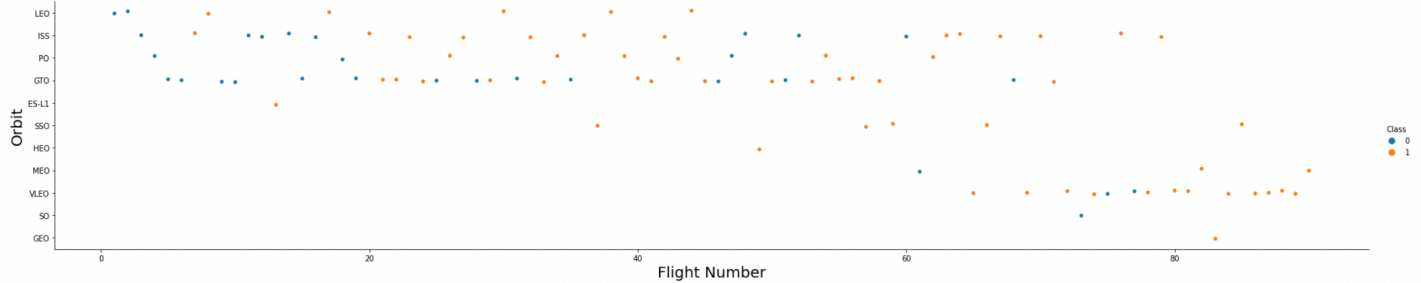 LEO
ISS
PO
GTO
ES-L1
SSO
HEO
MEO
VLEO
SO
GEO
Orbit
0 20 40 60 80
Flight Number
Class
0
1